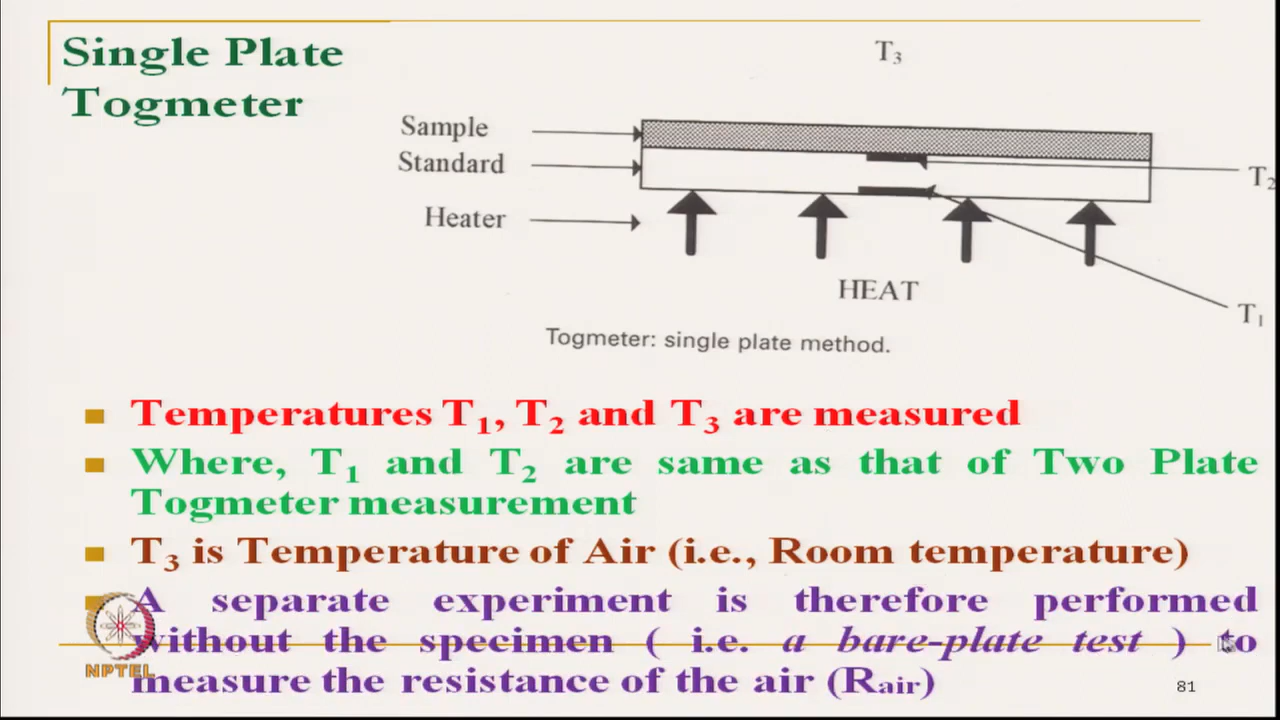 Single Plate
Togmeter
T3
Sample
Standard
Heater
T2
HEAT
T1
Togmeter: single plate method.
Temperatures T1, T2 and T3 are measured
Where, T1 and T2 are same as that of Two Plate
Togmeter measurement
T3 is Temperature of Air (i.e., Room temperature)
A separate experiment is therefore performed
without the specimen ( i.e. a bare-plate test ) to
measure the resistance of the air (Rair)
NPTEL
81